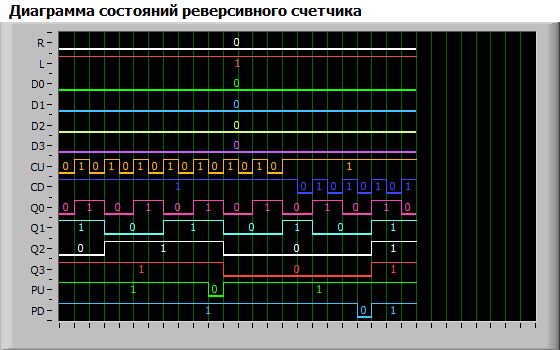 Диаграмма состояний реверсивного счетчика
R 0
L 1
D0 0
D1 0
D2 0
D3 0
CU 0 1 0 1 0 1 0 1 0 1 0 1 0 1 0 1
CD 1 0 1 0 1 0 1 0 1
Q0 0 1 0 1 0 1 0 1 0 1 0 1 0
Q1 1 0 1 0 1 0 1
Q2 0 1 0 1
Q3 1 0 1
PU 1 0 1
PD 1 0 1